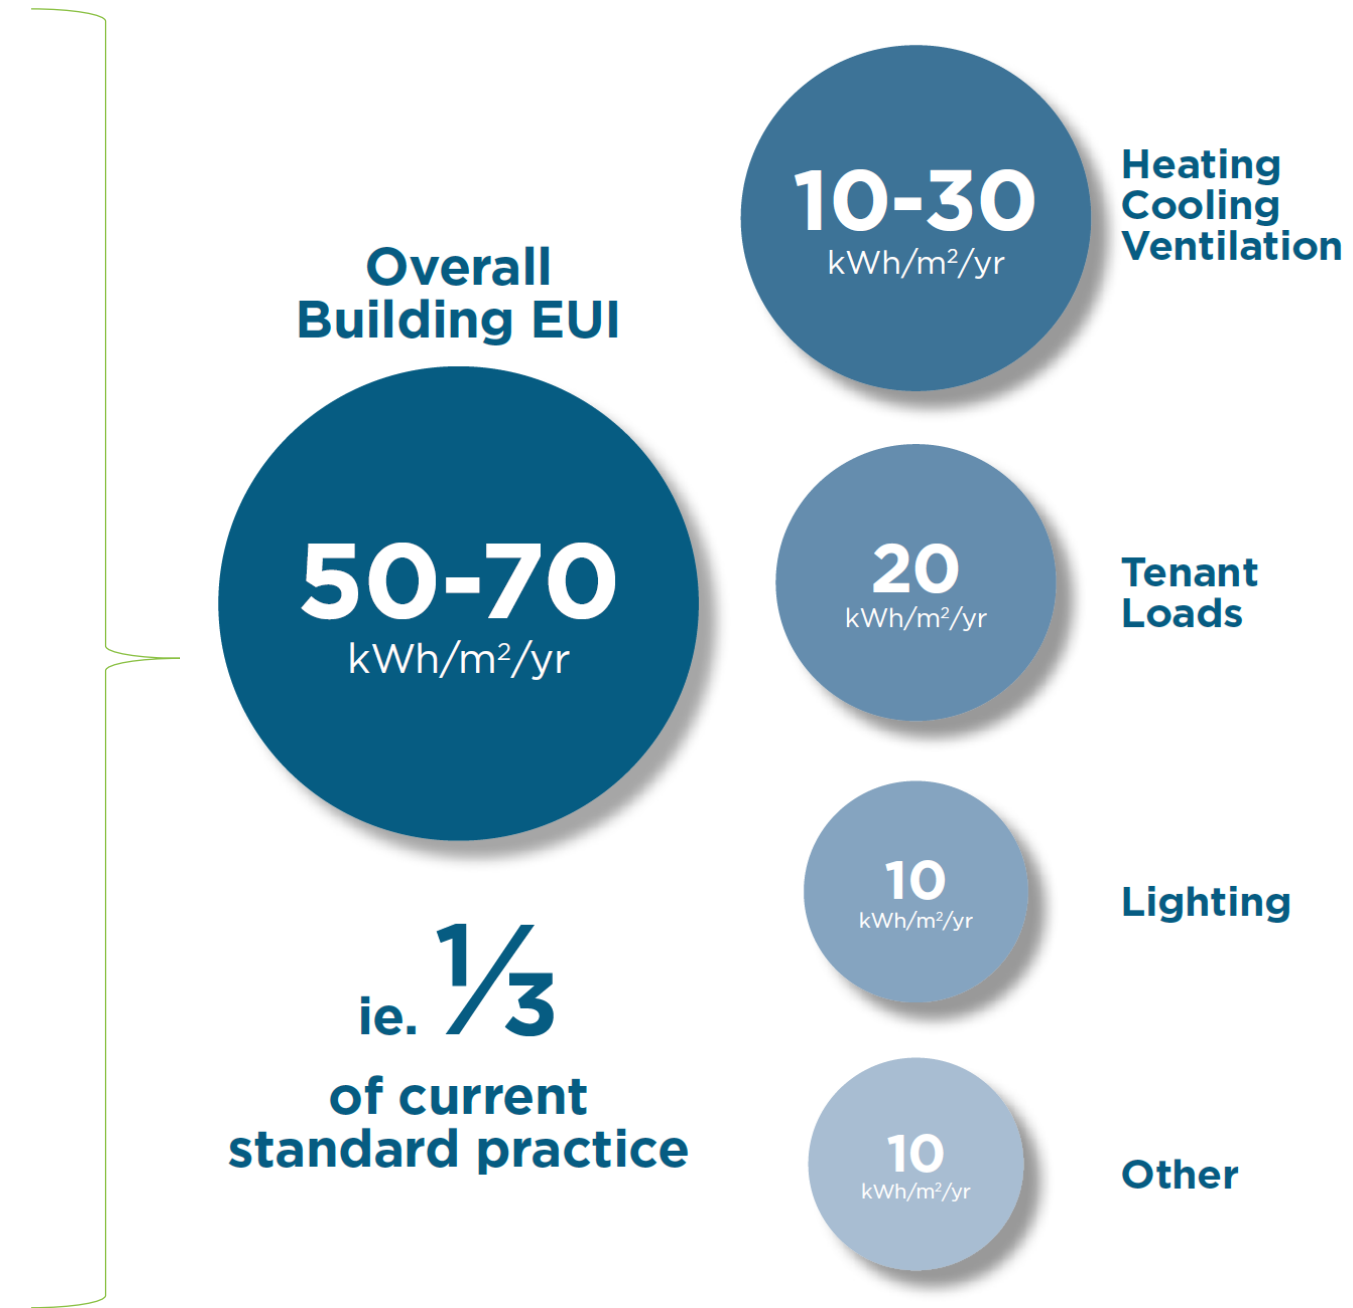 Overall
Building EUI
50-70
kWh/m²/yr
ie. ⅓
of current
standard practice
10-30
kWh/m²/yr
Heating
Cooling
Ventilation
20
kWh/m²/yr
Tenant
Loads
10
kWh/m²/yr
Lighting
10
kWh/m²/yr
Other